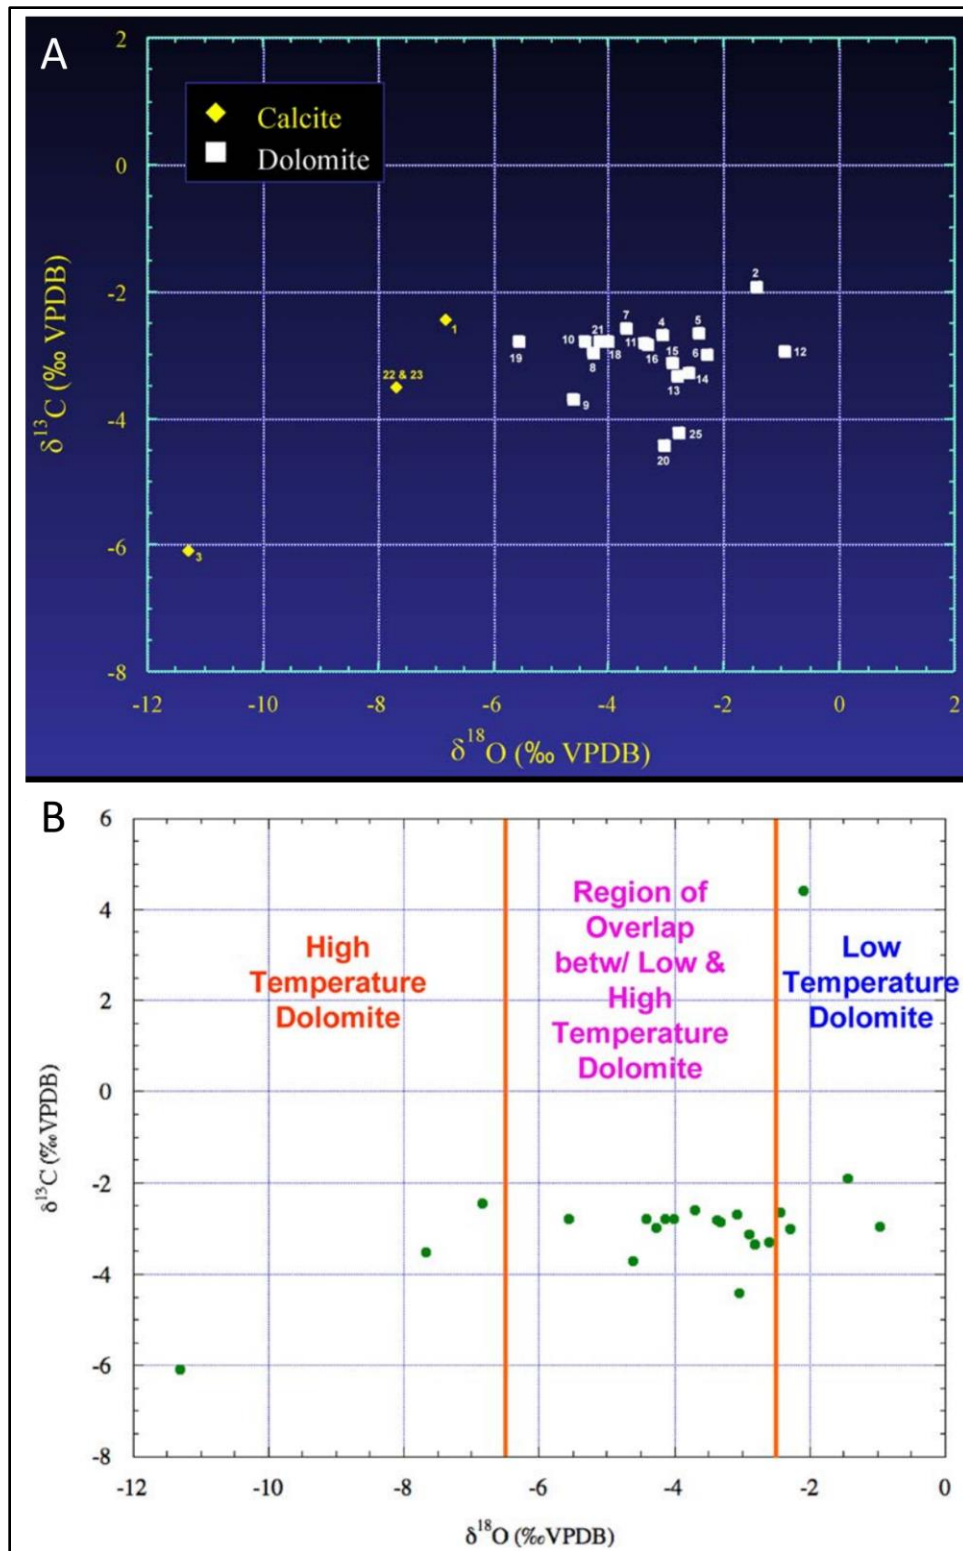 A
2
0
-2
-4
-6
-8
Calcite
Dolomite
2
7
4
5
1
10
21
11
15
6
12
19
18
16
8
14
22 & 23
13
9
25
20
3
-12
-10
-8
-6
-4
-2
0
2
δ13C (‰ VPDB)
δ18O (‰ VPDB)
B
6
4
2
0
-2
-4
-6
-8
High
Temperature
Dolomite
Region of
Overlap
betw/ Low &
High
Temperature
Dolomite
Low
Temperature
Dolomite
-12
-10
-8
-6
-4
-2
0
δ13C (‰VPDB)
δ18O (‰VPDB)